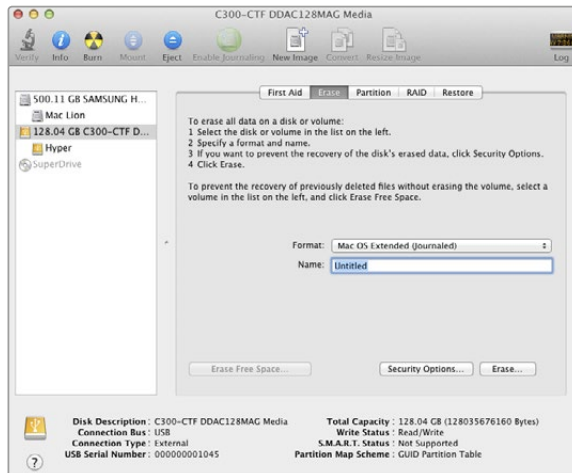 C300-CTF DDAC128MAG Media
Verify Info Burn Mount Eject Enable Journaling New Image Convert Resize Image Log
500.11 GB SAMSUNG H...
Mac Lion
128.04 GB C300-CTF D...
Hyper
SuperDrive
First Aid Erase Partition RAID Restore
To erase all data on a disk or volume:
1 Select the disk or volume in the list on the left.
2 Specify a format and name.
3 If you want to prevent the recovery of the disk's erased data, click Security Options.
4 Click Erase.
To prevent the recovery of previously deleted files without erasing the volume, select a
volume in the list on the left, and click Erase Free Space.
Format: Mac OS Extended (Journaled)
Name: Untitled
Erase Free Space... Security Options... Erase...
Disk Description : C300-CTF DDAC128MAG Media Total Capacity : 128.04 GB (128035676160 Bytes)
Connection Bus : USB Write Status : Read/Write
Connection Type : External S.M.A.R.T. Status : Not Supported
USB Serial Number : 000000001045 Partition Map Scheme : GUID Partition Table
?